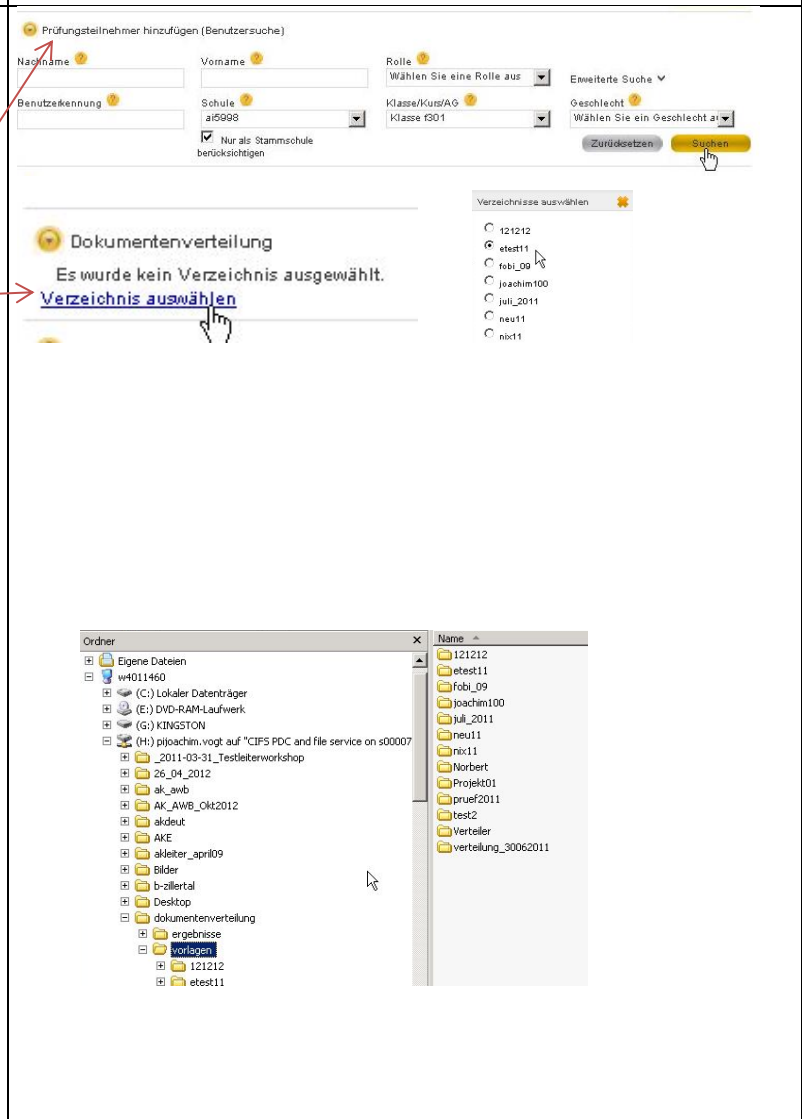 Prüfungsteilnehmer hinzufügen (Benutzersuche)
Nachname
Vorname
Rolle
Wählen Sie eine Rolle aus
Erweiterte Suche
Benutzerkennung
Schule
ai5998
Klasse/Kurs/AG
Klasse f301
Geschlecht
Wählen Sie ein Geschlecht a
Nur als Stammschule
berücksichtigen
Zurücksetzen
Suchen
Dokumentenverteilung
Es wurde kein Verzeichnis ausgewählt.
Verzeichnis auswählen
Verzeichnisse auswählen
121212
etest11
fobi_09
joachim100
juli_2011
neu11
nix11
Ordner
Eigene Dateien
w4011460
(C:) Lokaler Datenträger
(E:) DVD-RAM-Laufwerk
(G:) KINGSTON
(H:) pijoachim.vogt auf "CIFS PDC and file service on s00007
_2011-03-31_Testleiterworkshop
26_04_2012
ak_awb
AK_AWB_Okt2012
akdeut
AKE
akleiter_april09
Bilder
b-zillertal
Desktop
dokumentenverteilung
ergebnisse
vorlagen
121212
etest11
Name
121212
etest11
fobi_09
joachim100
juli_2011
neu11
nix11
Norbert
Projekt01
pruef2011
test2
Verteiler
verteilung_30062011